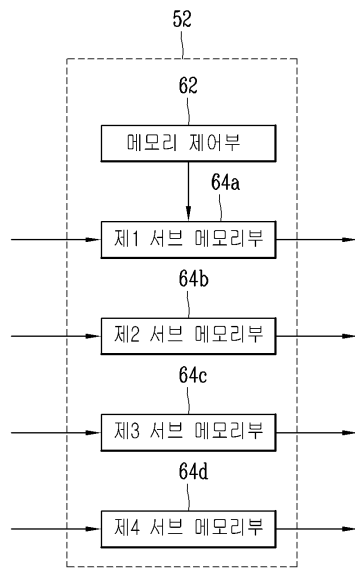 52
62
메모리 제어부
64a
제1 서브 메모리부
64b
제2 서브 메모리부
64c
제3 서브 메모리부
64d
제4 서브 메모리부